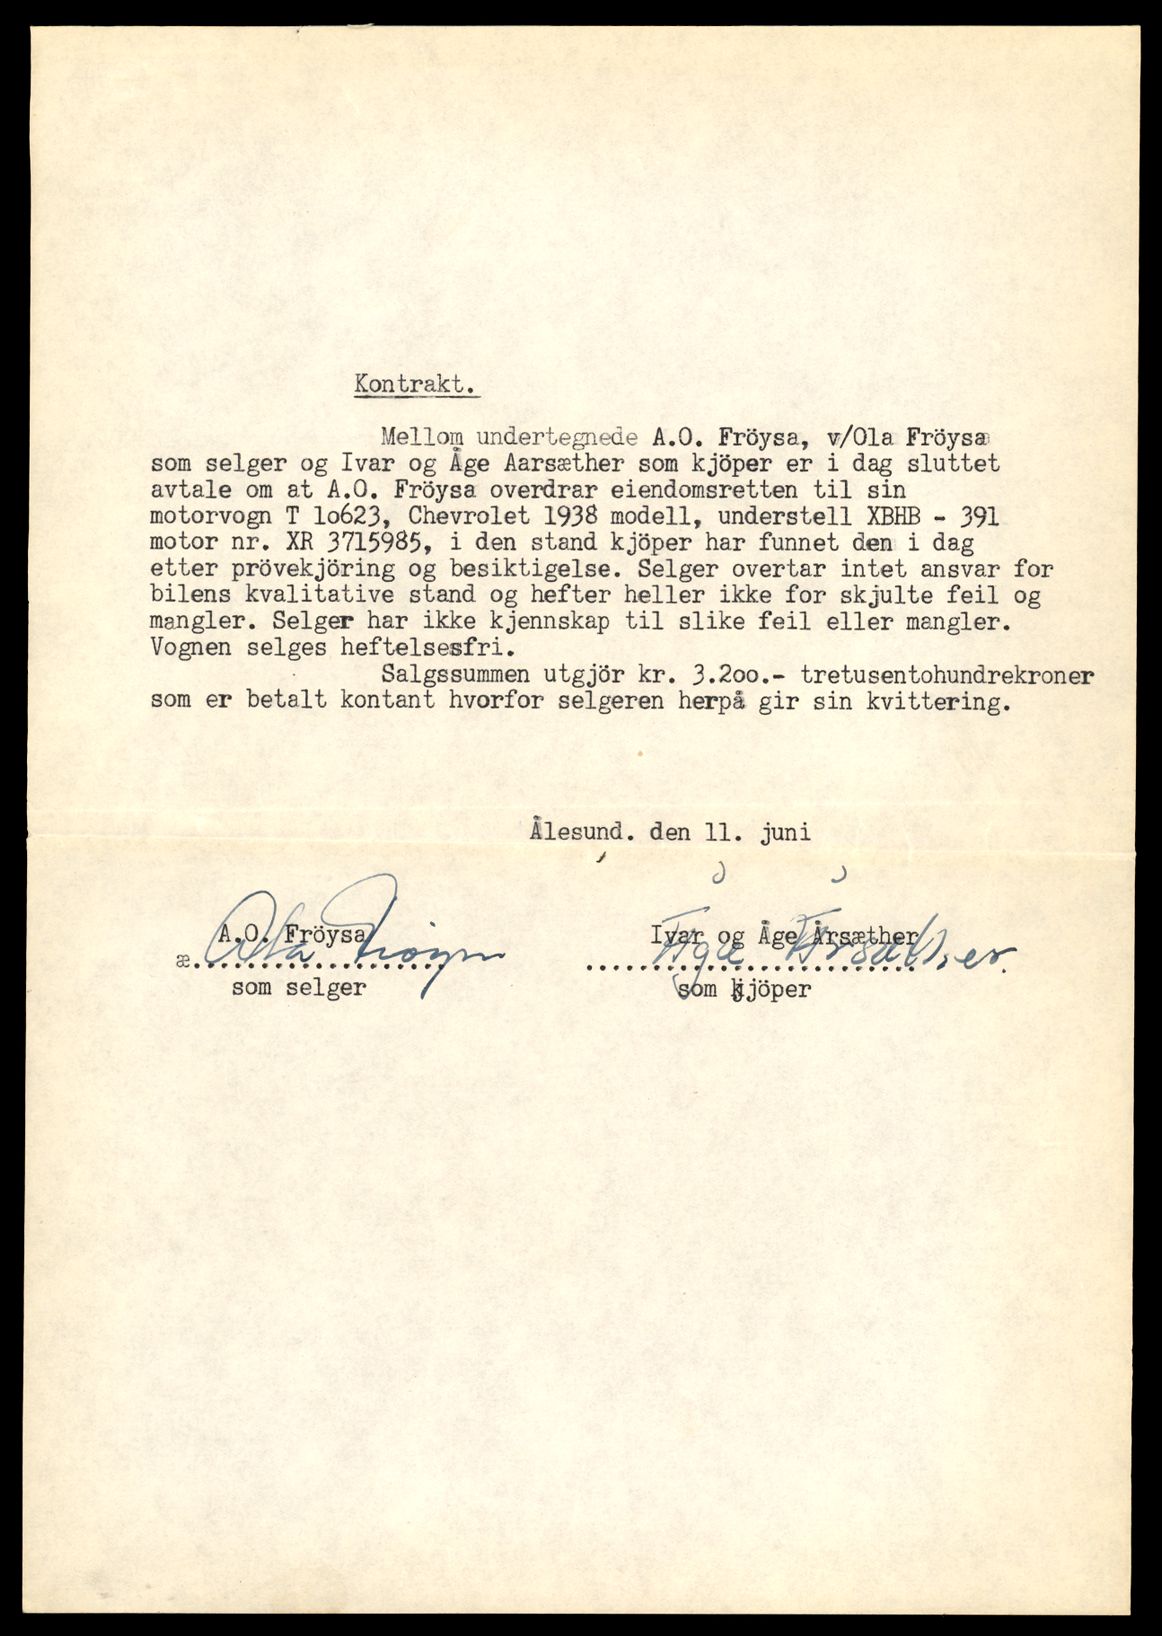 Kontrakt.
Mellom undertegnede A.O. Fröysa, v/Ola Fröysa
som selger og Ivar og Åge Aarsæther som kjöper er i dag sluttet
avtale om at A.O. Fröysa overdrar eiendomsretten til sin
motorvogn T lo623, Chevrolet 1938 modell, understell XBHB - 391
motor nr. XR 3715985, i den stand kjöper har funnet den i dag
etter prövekjöring og besiktigelse. Selger overtar intet ansvar for
bilens kvalitative stand og hefter heller ikke for skjulte feil og
mangler. Selger har ikke kjennskap til slike feil eller mangler.
Vognen selges heftelsesfri.
Salgssummen utgjör kr. 3.2oo.- tretusentohundrekroner
som er betalt kontant hvorfor selgeren herpå gir sin kvittering.
Ålesund. den 11. juni
A.O. Fröysa Ivar og Åge Årsæther
Ola Frøysa Åge Årsæther.
æ................... .........................
som selger som kjöper